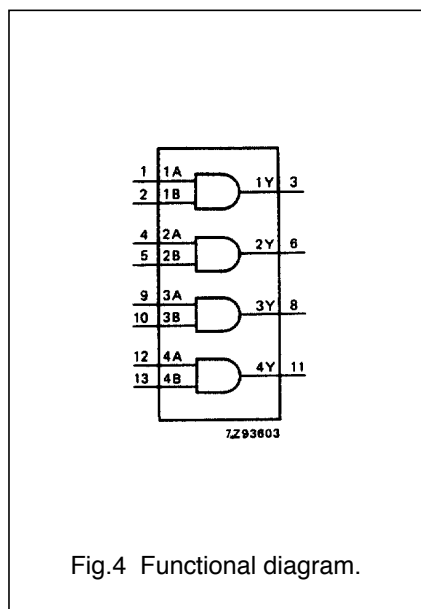 1 1A 1Y 3
2 1B
4 2A 2Y 6
5 2B
9 3A 3Y 8
10 3B
12 4A 4Y 11
13 4B
7Z93603
Fig.4 Functional diagram.